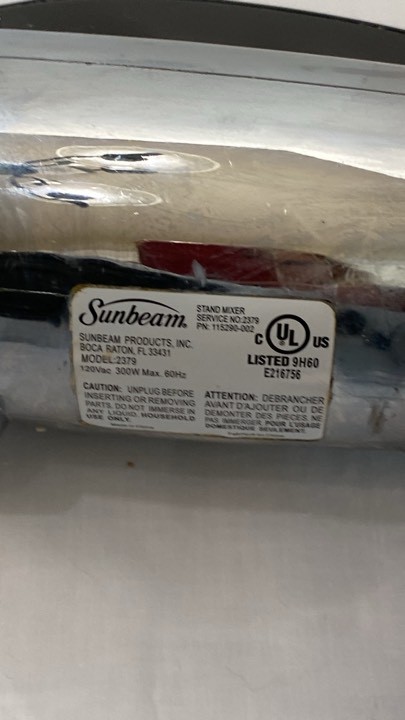 Sunbeam.
STAND MIXER
SERVICE NO:2379
PN: 115290-002
SUNBEAM PRODUCTS, INC.
BOCA RATON, FL 33431
MODEL:2379
120Vac 300W Max. 60Hz
C UL US
LISTED 9H60
E216756
CAUTION: UNPLUG BEFORE
INSERTING OR REMOVING
PARTS. DO NOT IMMERSE IN
ANY LIQUID. HOUSEHOLD
USE ONLY.
ATTENTION: DEBRANCHER
AVANT D'AJOUTER OU DE
DEMONTER DES PIECES. NE
PAS IMMERGER. POUR L'USAGE
DOMESTIQUE SEULEMENT.